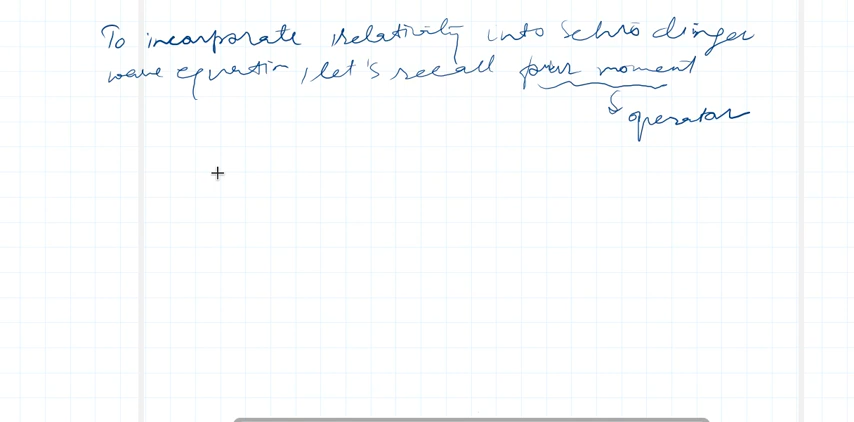 To incorporate relativity into Schrödinger
wave equation, let's recall four moment
operator